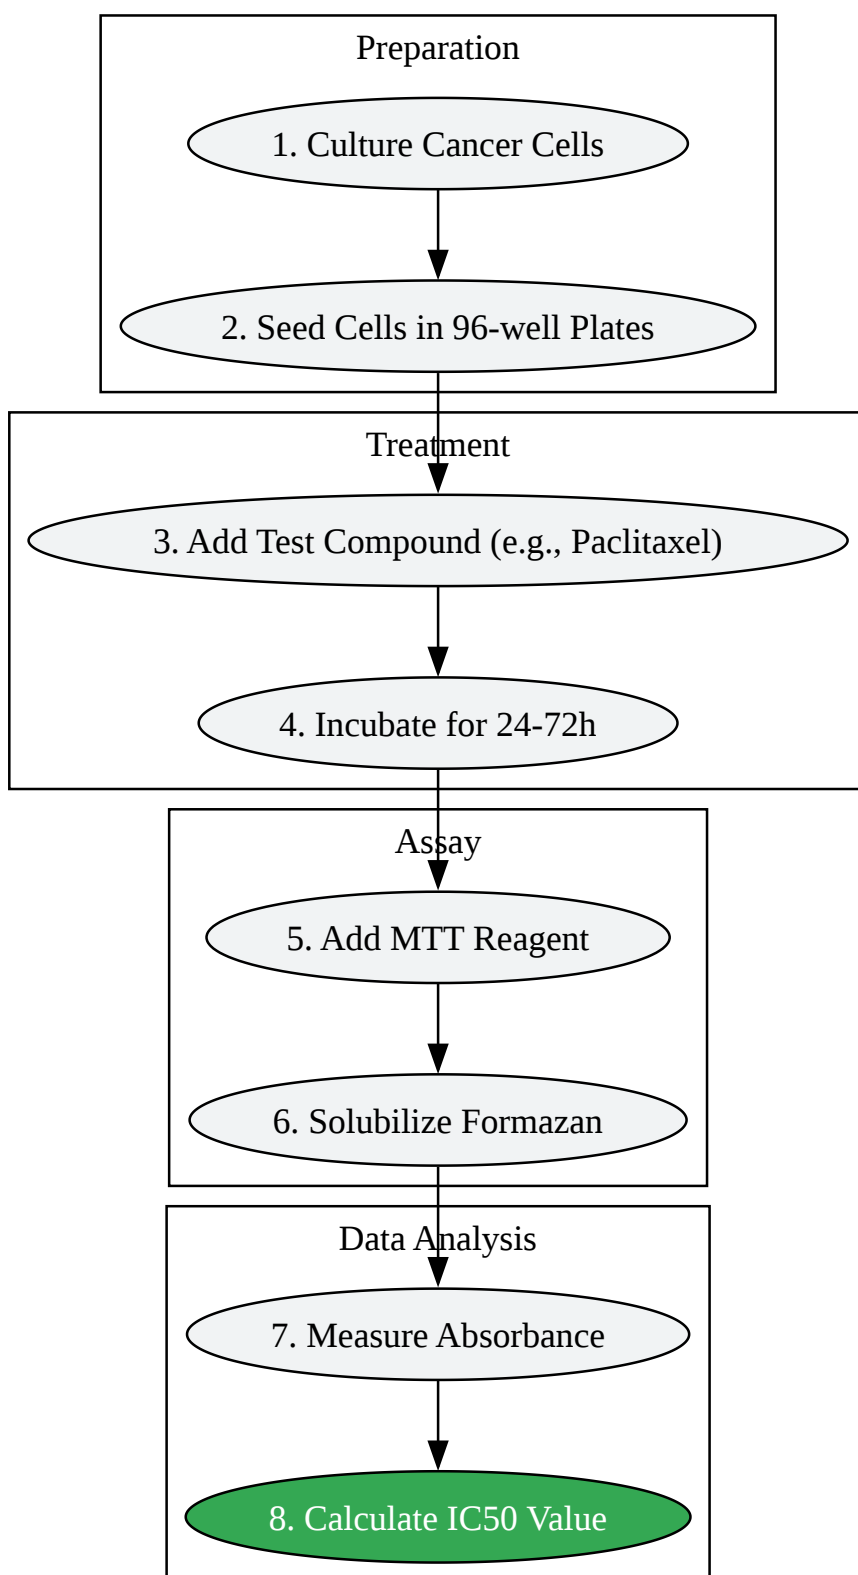 Preparation
1. Culture Cancer Cells
2. Seed Cells in 96-well Plates
Treatment
3. Add Test Compound (e.g., Paclitaxel)
4. Incubate for 24-72h
Assay
5. Add MTT Reagent
6. Solubilize Formazan
Data Analysis
7. Measure Absorbance
8. Calculate IC50 Value